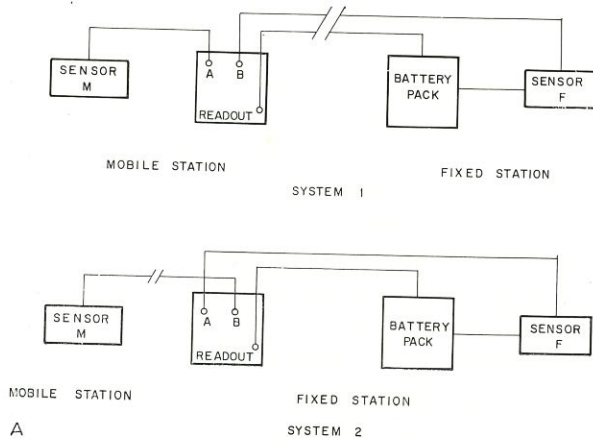 SENSOR
M
A B
READOUT
BATTERY
PACK
SENSOR
F
MOBILE STATION
FIXED STATION
SYSTEM 1
SENSOR
M
A B
READOUT
BATTERY
PACK
SENSOR
F
MOBILE STATION
FIXED STATION
A
SYSTEM 2